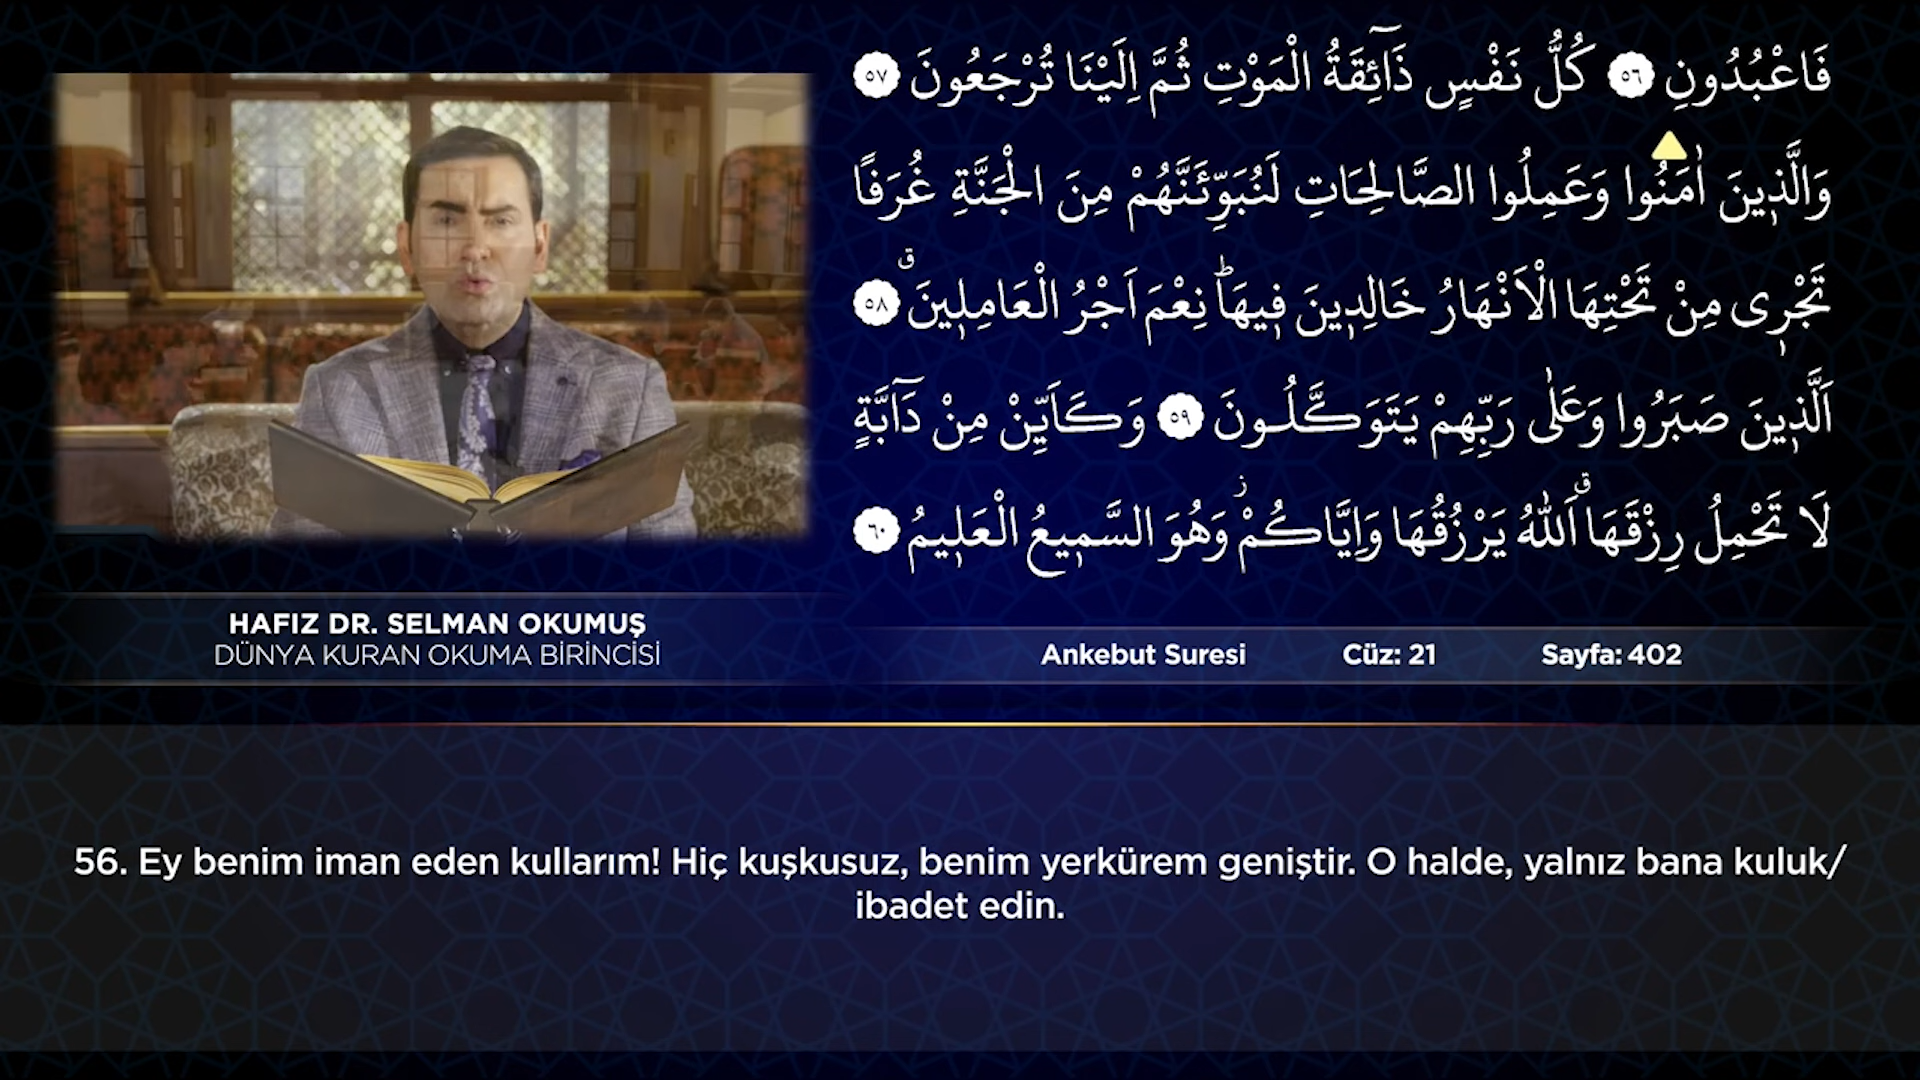 فَاعْبُدُونِ ٥٦ كُلُّ نَفْسٍ ذَٓائِقَةُ الْمَوْتِ ثُمَّ اِلَيْنَا تُرْجَعُونَ ٥٧
وَالَّذ۪ينَ اٰمَنُوا وَعَمِلُوا الصَّالِحَاتِ لَنُبَوِّئَنَّهُمْ مِنَ الْجَنَّةِ غُرَفًا
تَجْر۪ى مِنْ تَحْتِهَا الْاَنْهَارُ خَالِد۪ينَ ف۪يهَاۜ نِعْمَ اَجْرُ الْعَامِل۪ينَۗ ٥٨
اَلَّذ۪ينَ صَبَرُوا وَعَلٰى رَبِّهِمْ يَتَوَكَّلُونَ ٥٩ وَكَاَيِّنْ مِنْ دَٓابَّةٍ
لَا تَحْمِلُ رِزْقَهَاۗ اَللّٰهُ يَرْزُقُهَا وَاِيَّاكُمْۘ وَهُوَ السَّم۪يعُ الْعَل۪يمُ ٦٠
HAFIZ DR. SELMAN OKUMUŞ
DÜNYA KURAN OKUMA BİRİNCİSİ
Ankebut Suresi Cüz: 21 Sayfa: 402
56. Ey benim iman eden kullarım! Hiç kuşkusuz, benim yerkürem geniştir. O halde, yalnız bana kuluk/
ibadet edin.